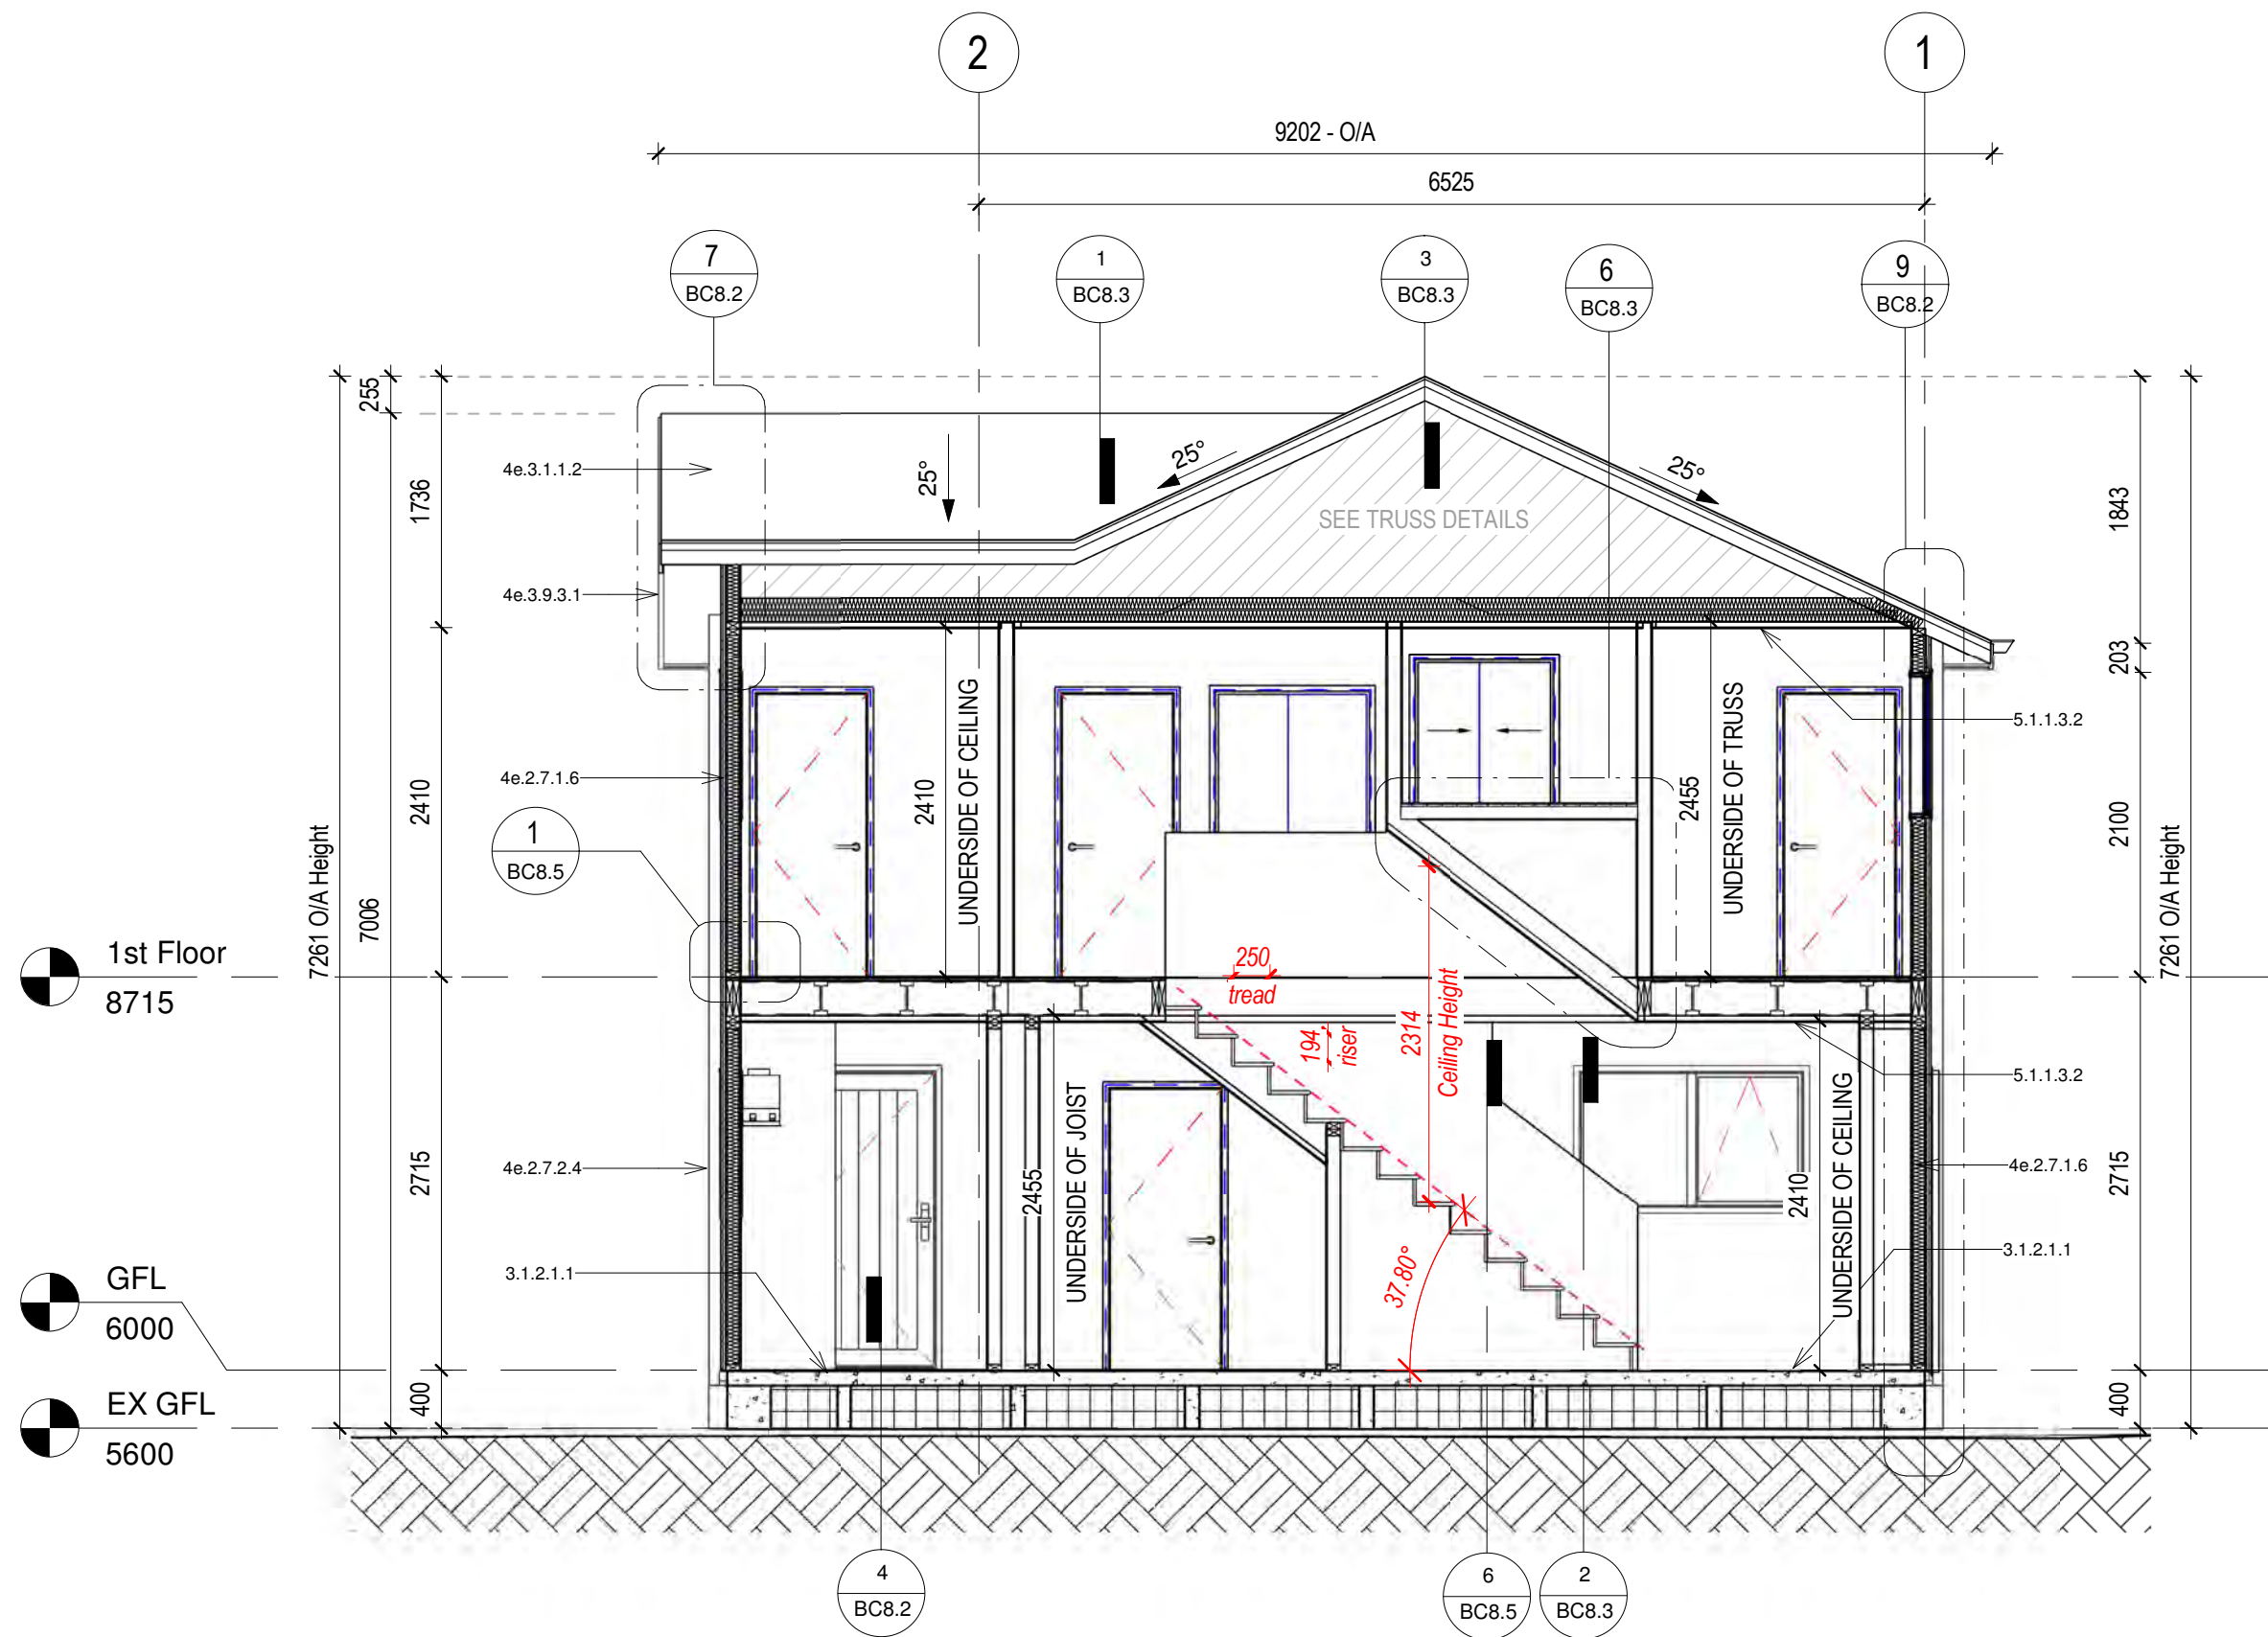 2
1
9202 - O/A
6525
7
BC8.2
1
BC8.3
3
BC8.3
6
BC8.3
9
BC8.2
255
1736
2410
2715
400
7006
7261 O/A Height
4e.3.1.1.2
4e.3.9.3.1
4e.2.7.1.6
1
BC8.5
4e.2.7.2.4
3.1.2.1.1
25°
25°
25°
SEE TRUSS DETAILS
2410
UNDERSIDE OF CEILING
2455
UNDERSIDE OF TRUSS
250
tread
194
riser
2314
Ceiling Height
37.80°
2455
UNDERSIDE OF JOIST
2410
UNDERSIDE OF CEILING
5.1.1.3.2
5.1.1.3.2
4e.2.7.1.6
3.1.2.1.1
1843
203
2100
2715
400
7261 O/A Height
1st Floor
8715
GFL
6000
EX GFL
5600
4
BC8.2
6
BC8.5
2
BC8.3